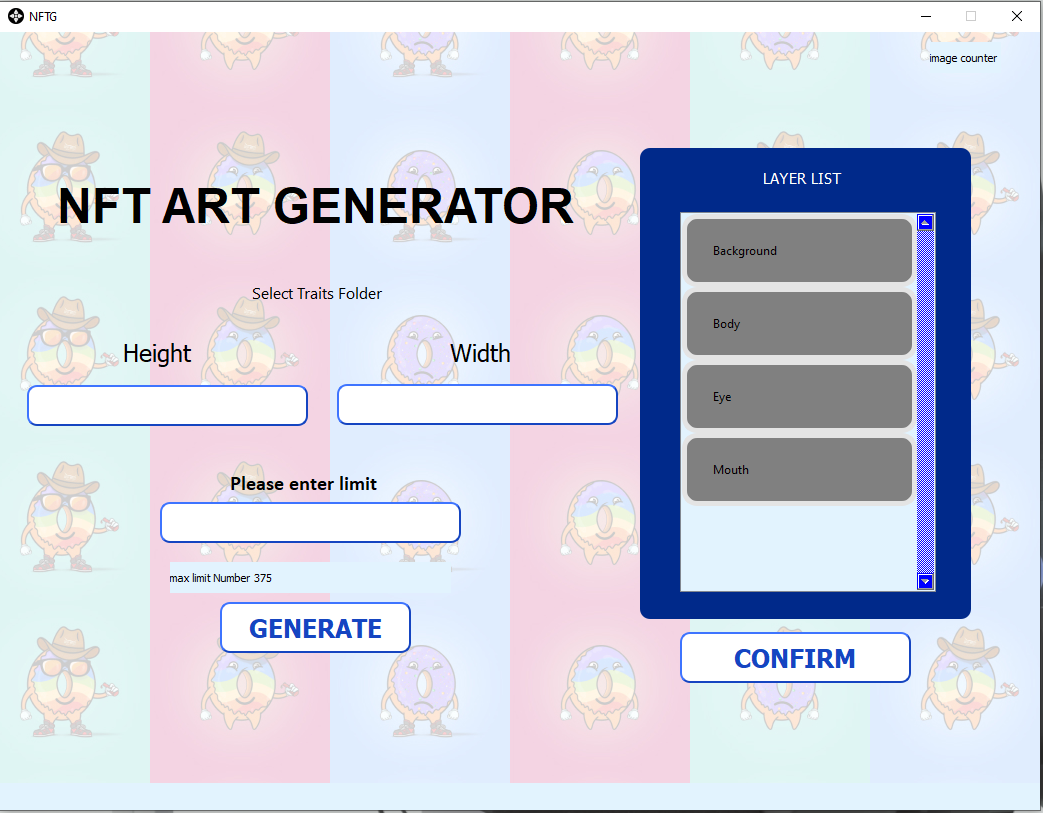 NFTG
image counter
NFT ART GENERATOR
Select Traits Folder
Height
Width
Please enter limit
max limit Number 375
GENERATE
LAYER LIST
Background
Body
Eye
Mouth
CONFIRM